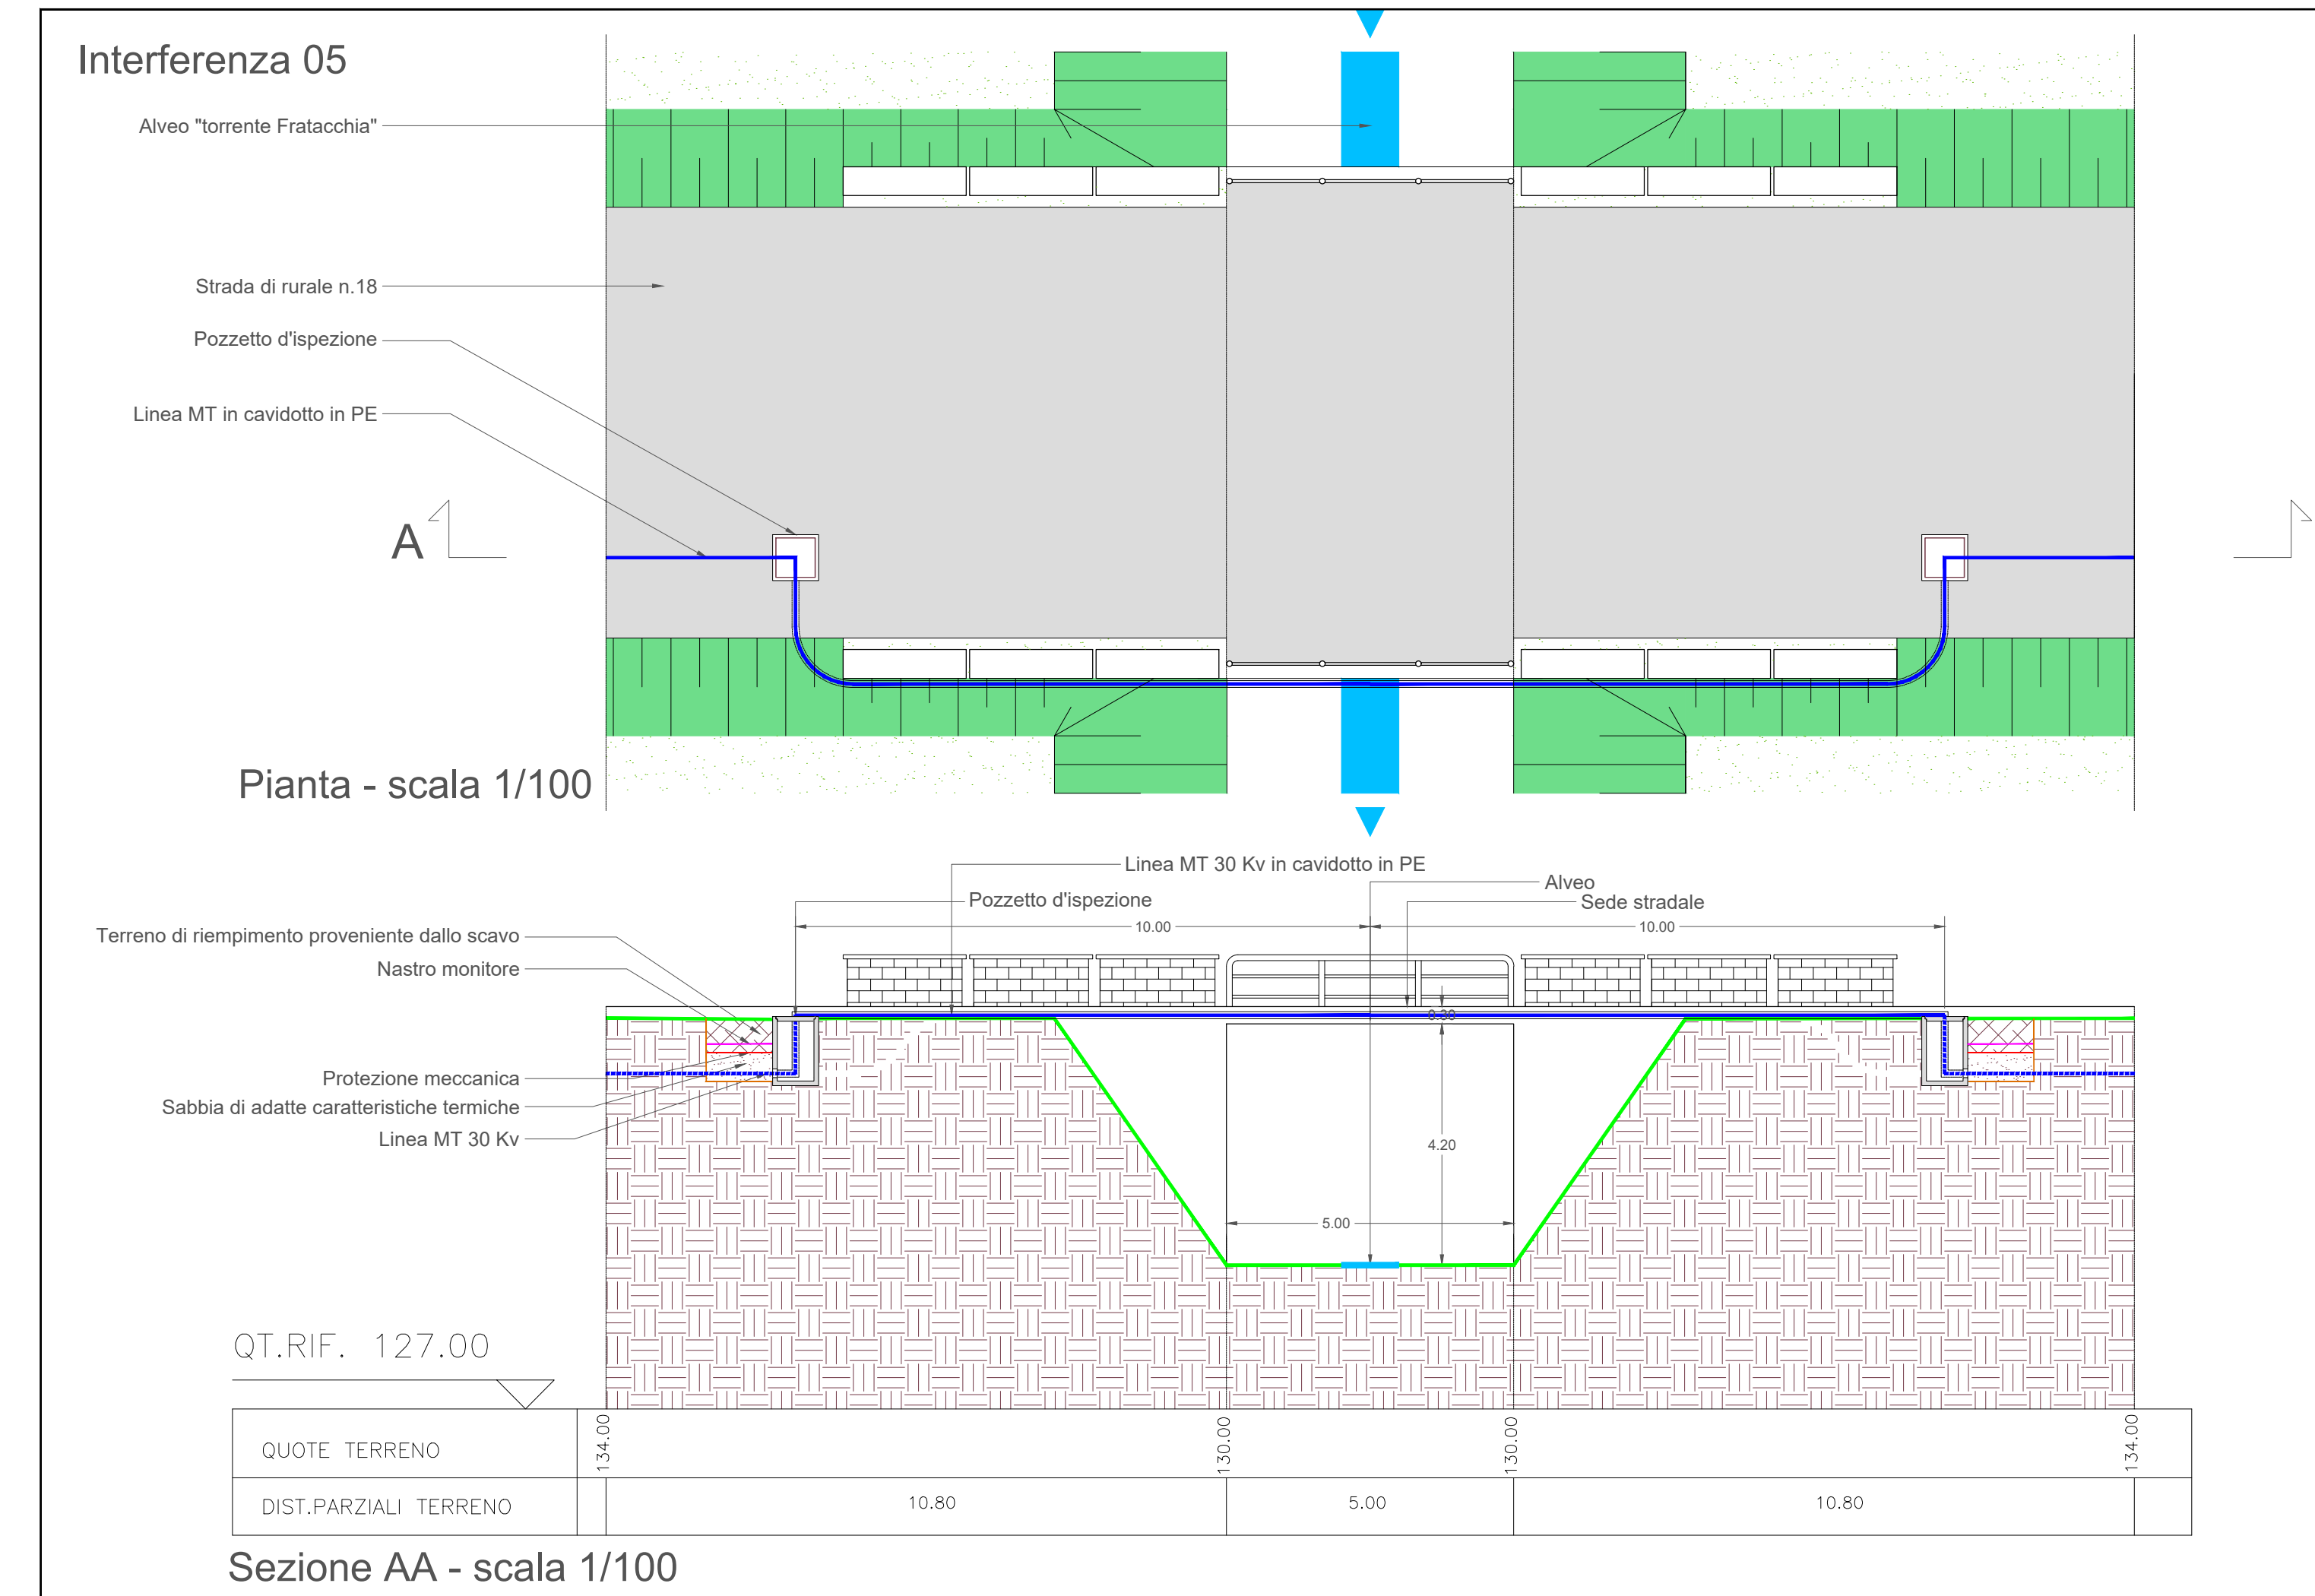 Interferenza 05
Alveo "torrente Fratacchia"
Strada di rurale n.18
Pozzetto d'ispezione
Linea MT in cavidotto in PE
A
Pianta - scala 1/100
Linea MT 30 Kv in cavidotto in PE
Alveo
Pozzetto d'ispezione
Sede stradale
10.00
10.00
Terreno di riempimento proveniente dallo scavo
Nastro monitore
0.30
Protezione meccanica
Sabbia di adatte caratteristiche termiche
Linea MT 30 Kv
4.20
5.00
QT.RIF. 127.00
QUOTE TERRENO
134.00
130.00
130.00
134.00
DIST.PARZIALI TERRENO
10.80
5.00
10.80
Sezione AA - scala 1/100